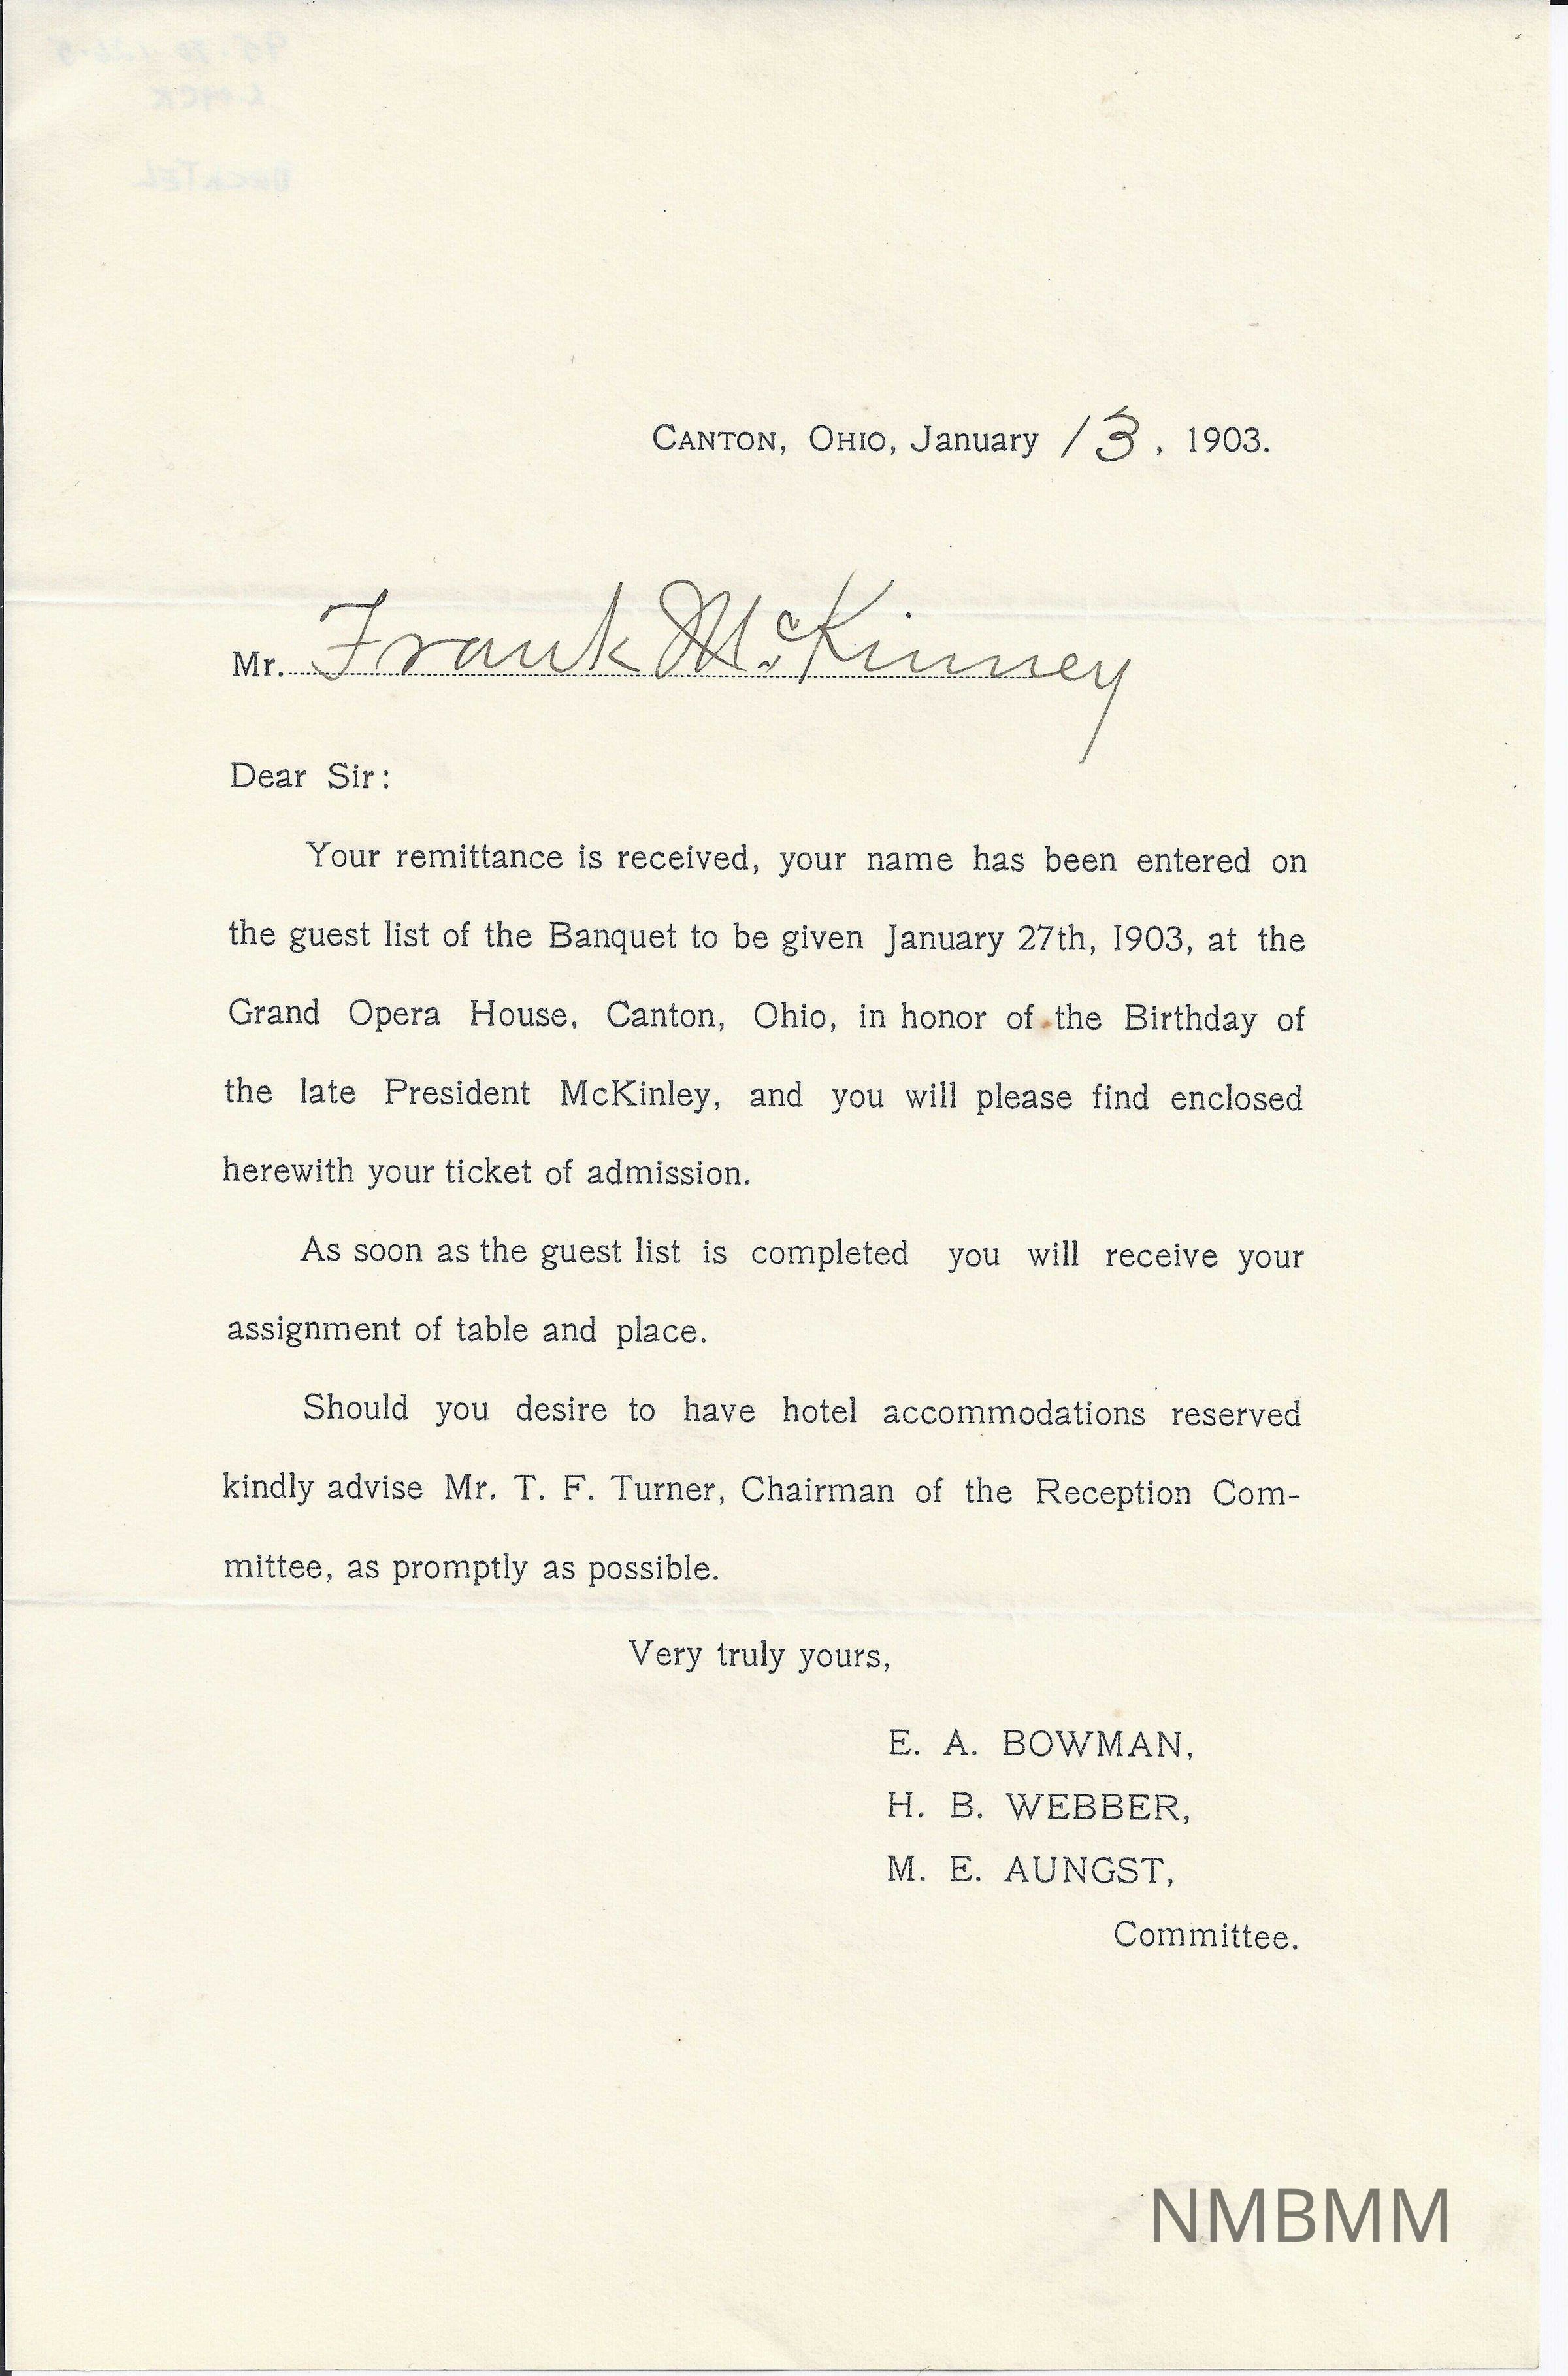 CANTON, OHIO, January 13, 1903.
Mr. Frank McKinney
Dear Sir:
Your remittance is received, your name has been entered on
the guest list of the Banquet to be given January 27th, 1903, at the
Grand Opera House, Canton, Ohio, in honor of the Birthday of
the late President McKinley, and you will please find enclosed
herewith your ticket of admission.
As soon as the guest list is completed you will receive your
assignment of table and place.
Should you desire to have hotel accommodations reserved
kindly advise Mr. T. F. Turner, Chairman of the Reception Com-
mittee, as promptly as possible.
Very truly yours,
E. A. BOWMAN,
H. B. WEBBER,
M. E. AUNGST,
Committee.
NMBMM